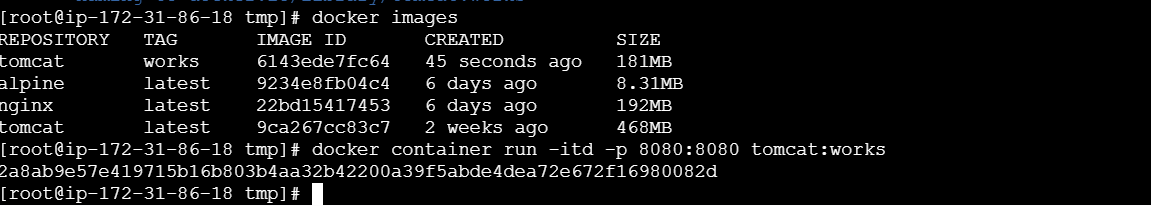 [root@ip-172-31-86-18 tmp]# docker images
REPOSITORY TAG IMAGE ID CREATED SIZE
tomcat works 6143ede7fc64 45 seconds ago 181MB
alpine latest 9234e8fb04c4 6 days ago 8.31MB
nginx latest 22bd15417453 6 days ago 192MB
tomcat latest 9ca267cc83c7 2 weeks ago 468MB
[root@ip-172-31-86-18 tmp]# docker container run -itd -p 8080:8080 tomcat:works
2a8ab9e57e419715b16b803b4aa32b42200a39f5abde4dea72e672f16980082d
[root@ip-172-31-86-18 tmp]#